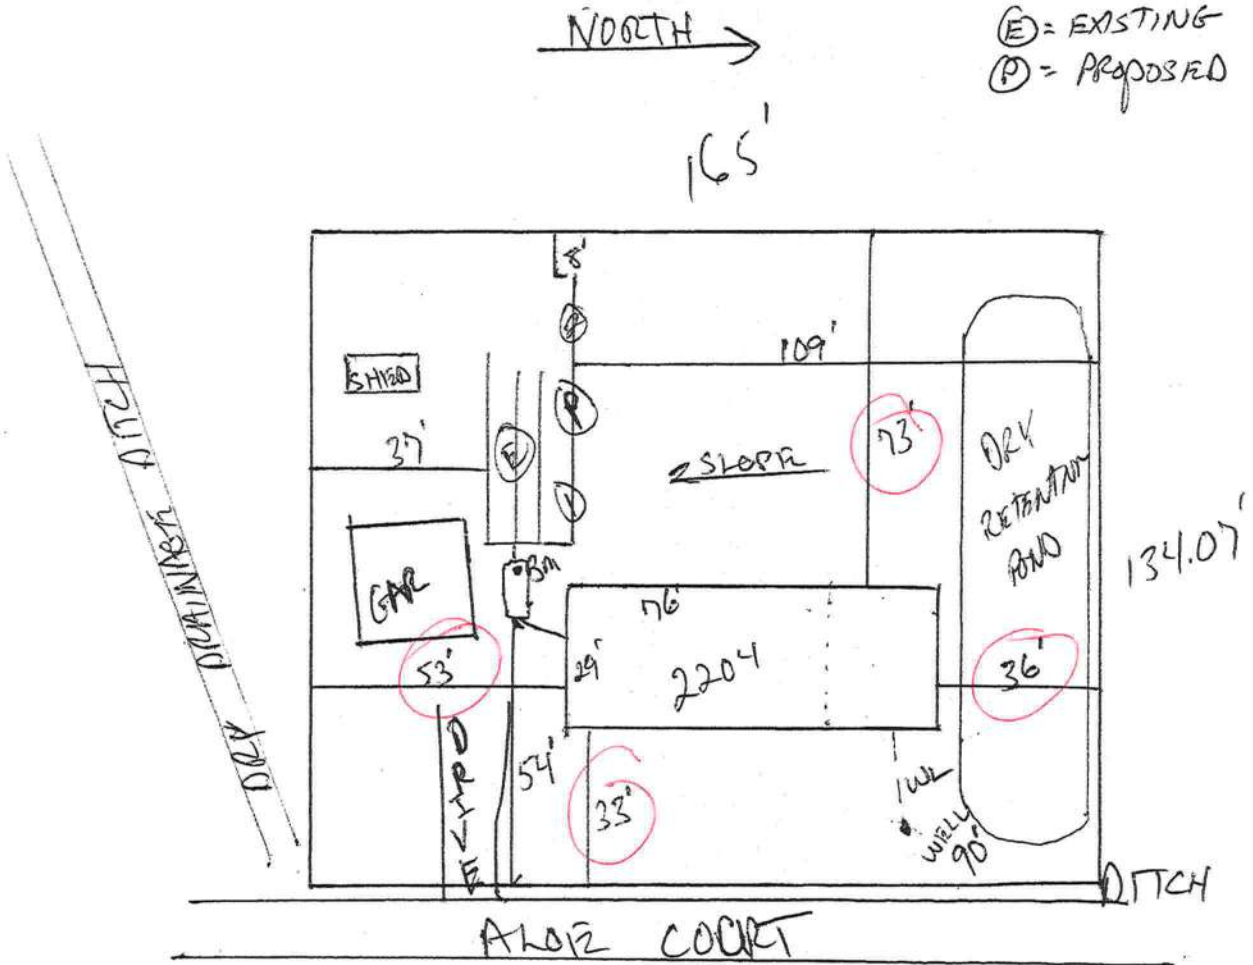 NORTH
Ⓔ = EXISTING
Ⓟ = PROPOSED
165'
8'
109'
SHED
37'
Ⓔ
Ⓟ
73'
SLOPE
DRY
RETENTION
POND
134.07'
DRY DRAINAGE DITCH
GAR
BM
76'
2204
29'
53'
36'
54'
33'
WL
WELL
90'
DITCH
ALOE COURT